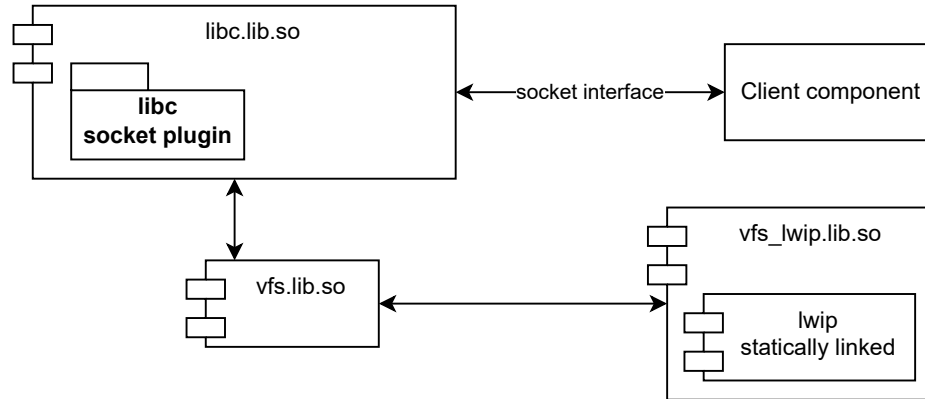 libc.lib.so
libc
socket plugin
socket interface
Client component
vfs.lib.so
vfs_lwip.lib.so
lwip
statically linked